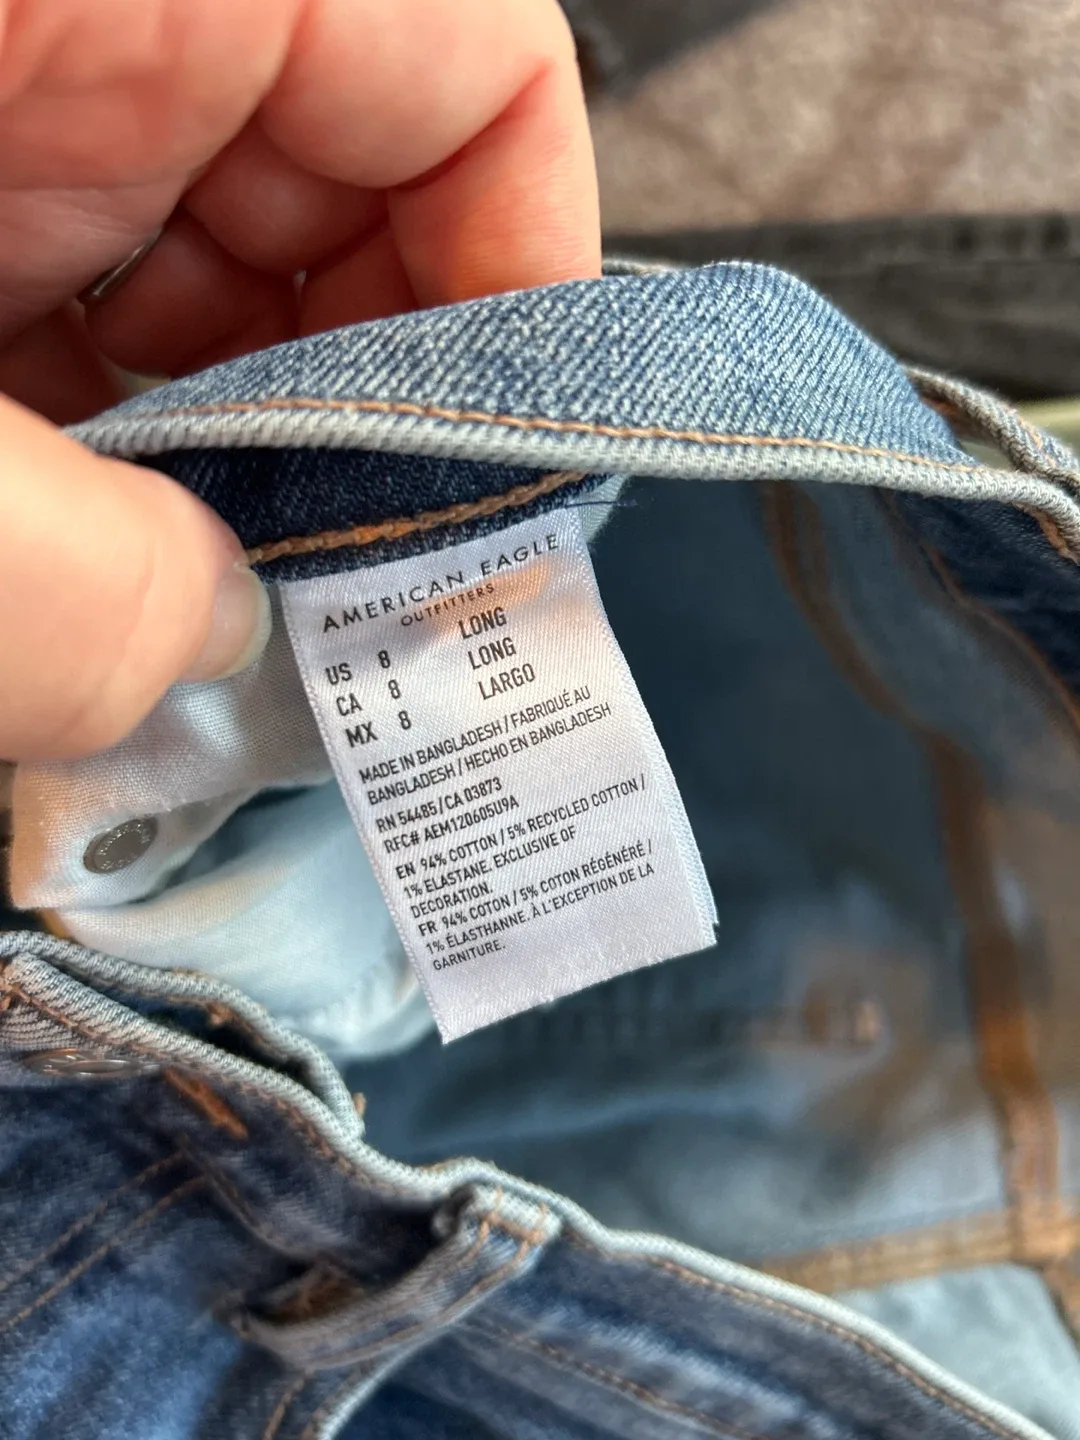 AMERICAN EAGLE
OUTFITTERS
US 8 LONG
CA 8 LONG
MX 8 LARGO
MADE IN BANGLADESH / FABRIQUÉ AU
BANGLADESH / HECHO EN BANGLADESH
RN 54485 / CA 03873
RFC# AEM120605U9A
EN 94% COTTON / 5% RECYCLED COTTON /
1% ELASTANE. EXCLUSIVE OF
DECORATION.
FR 94% COTON / 5% COTON RÉGÉNÉRÉ /
1% ÉLASTHANNE. À L'EXCEPTION DE LA
GARNITURE.